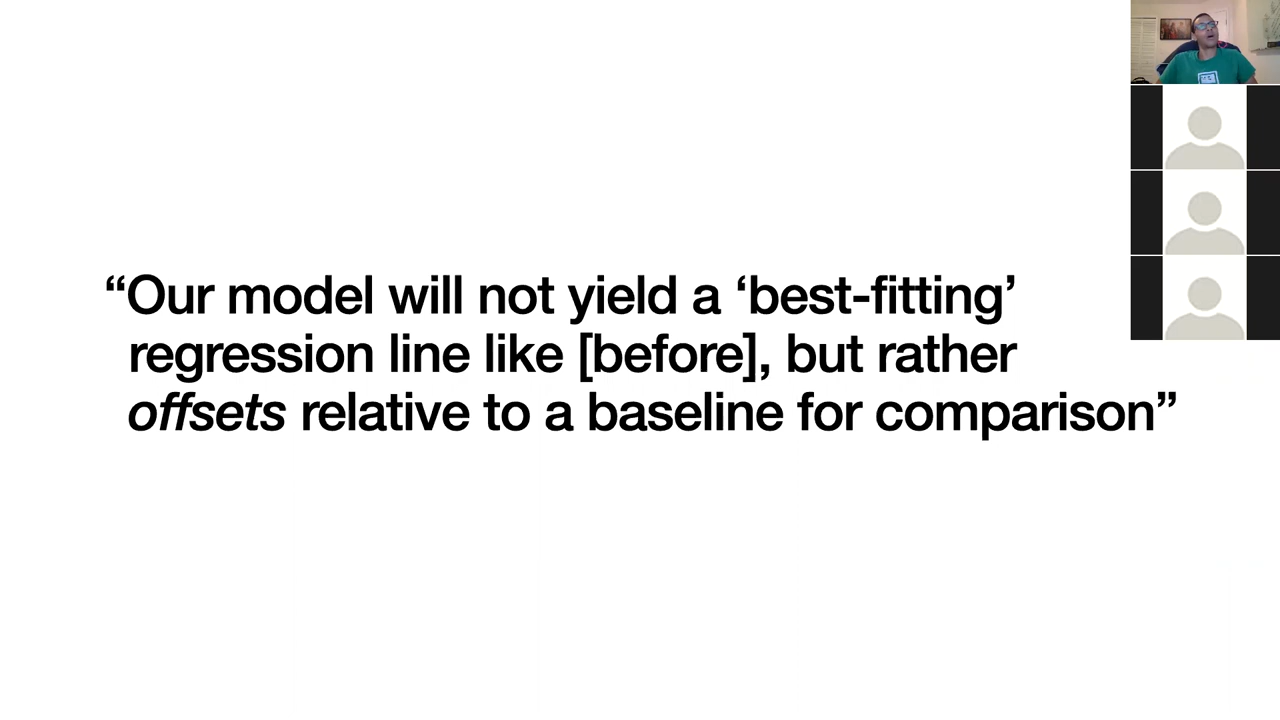 “Our model will not yield a ‘best-fitting’
regression line like [before], but rather
offsets relative to a baseline for comparison”